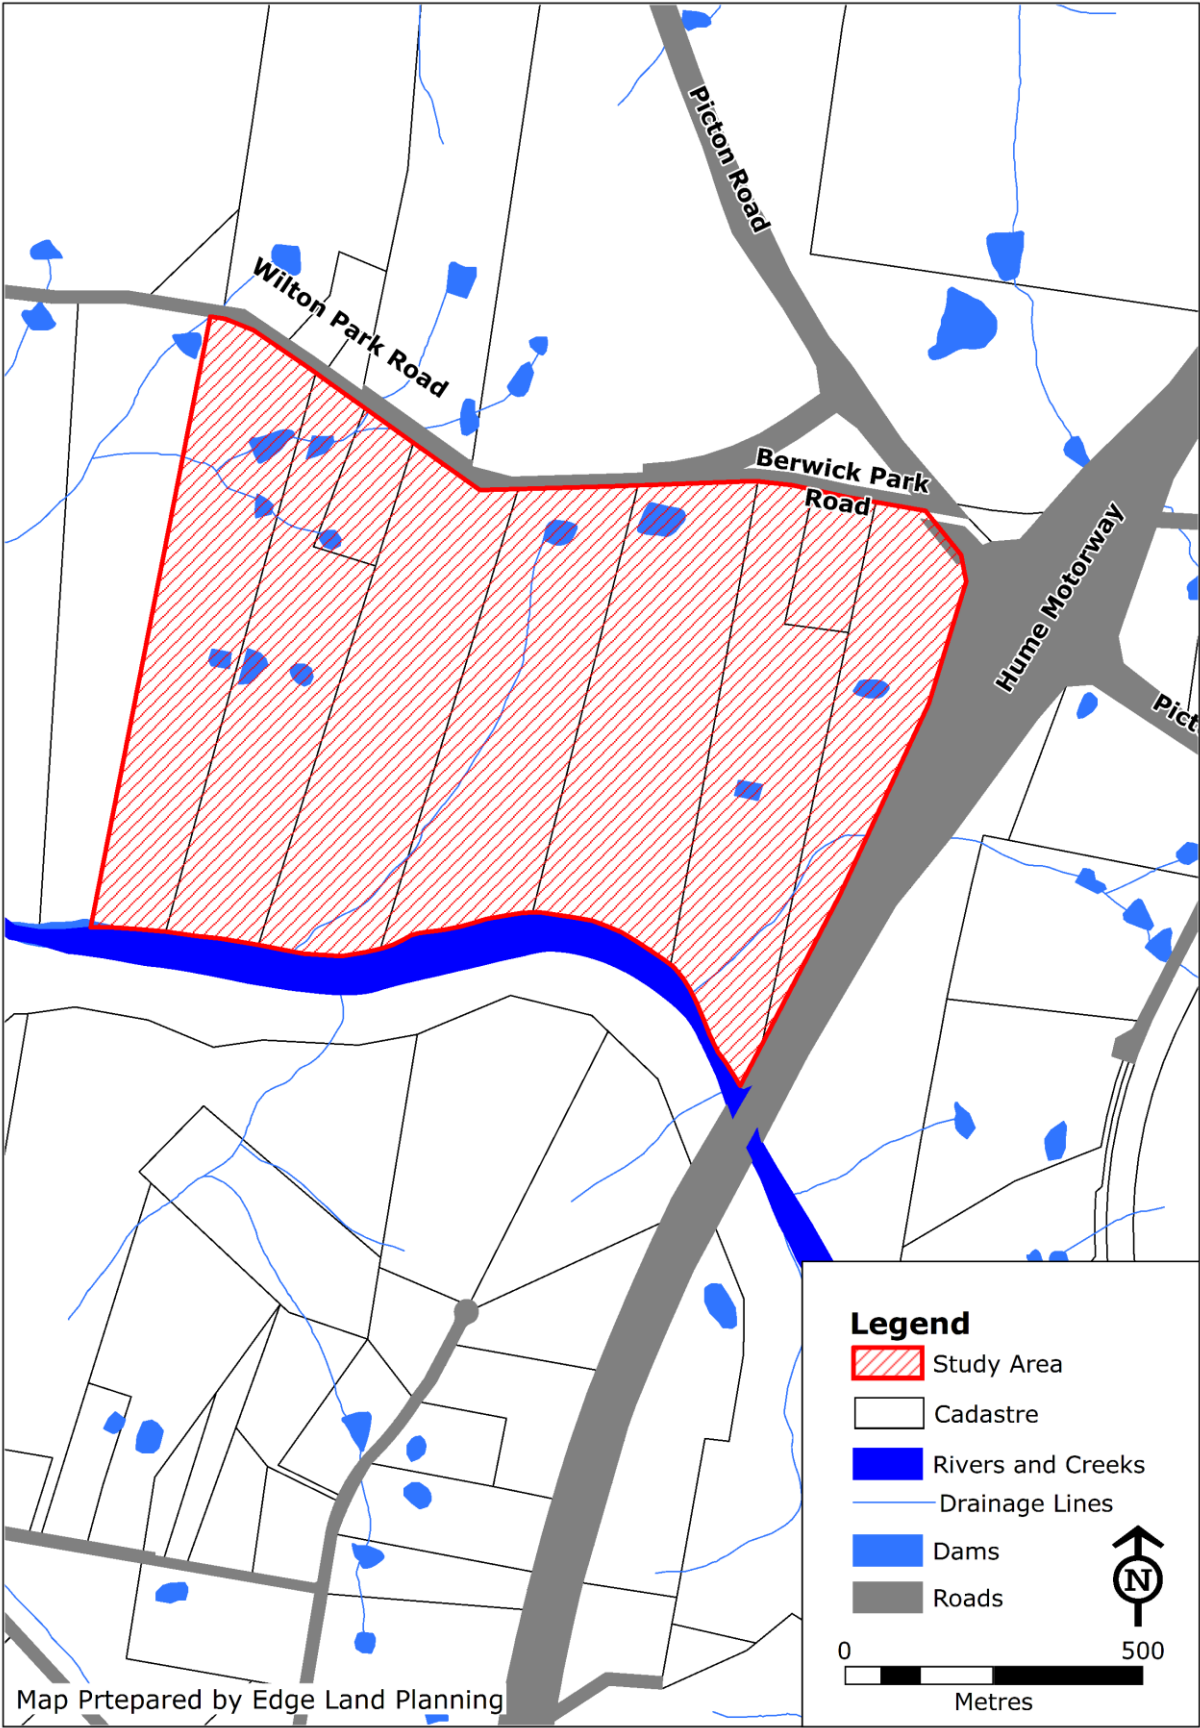 Picton Road
Wilton Park Road
Berwick Park
Road
Hume Motorway
Pict
Legend
Study Area
Cadastre
Rivers and Creeks
Drainage Lines
Dams
Roads
N
0 500
Metres
Map Prtepared by Edge Land Planning